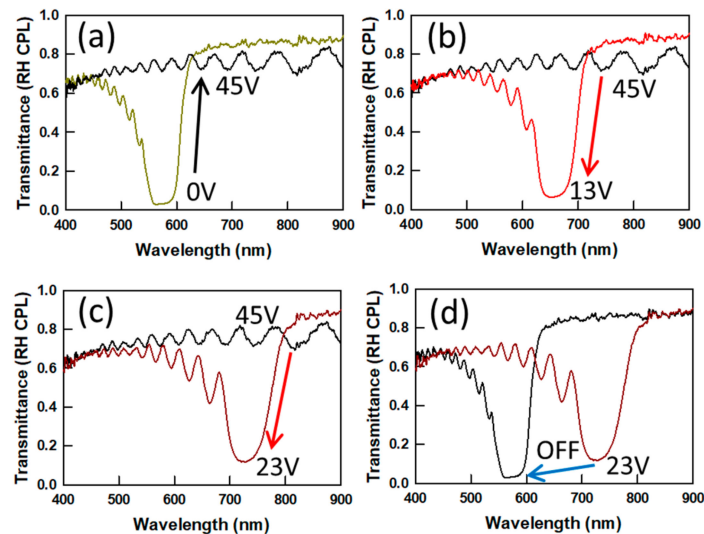 (a)
Transmittance (RH CPL)
1.0
0.8
0.6
0.4
0.2
0.0
45V
0V
400 500 600 700 800 900
Wavelength (nm)
(b)
Transmittance (RH CPL)
1.0
0.8
0.6
0.4
0.2
0.0
45V
13V
400 500 600 700 800 900
Wavelength (nm)
(c)
Transmittance (RH CPL)
1.0
0.8
0.6
0.4
0.2
0.0
45V
23V
400 500 600 700 800 900
Wavelength (nm)
(d)
Transmittance (RH CPL)
1.0
0.8
0.6
0.4
0.2
0.0
OFF
23V
400 500 600 700 800 900
Wavelength (nm)